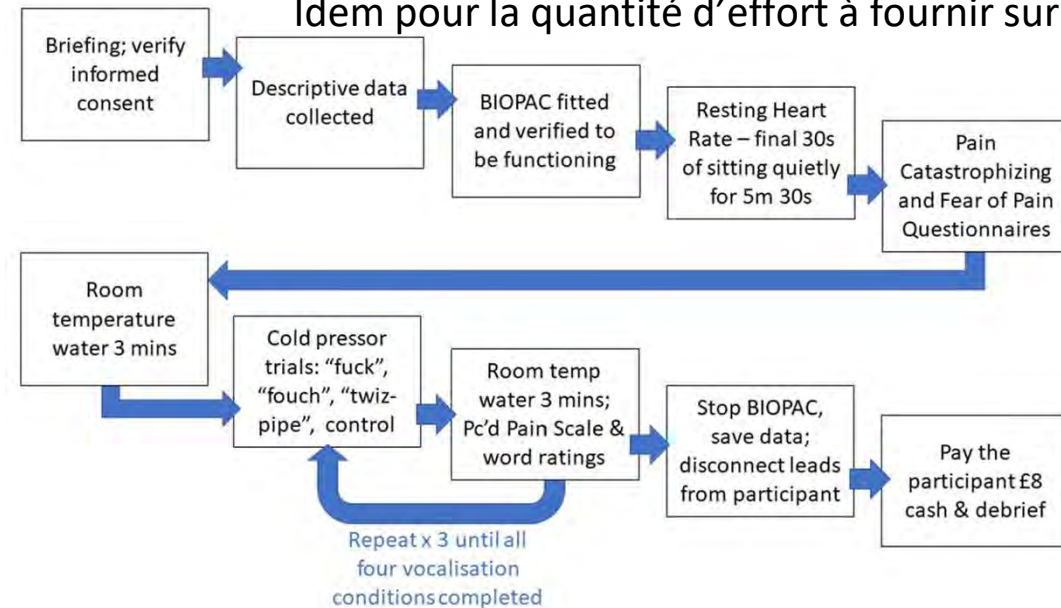 Idem pour la quantité d'effort à fournir sur
Briefing; verify
informed
consent
Descriptive data
collected
BIOPAC fitted
and verified to
be functioning
Resting Heart
Rate – final 30s
of sitting quietly
for 5m 30s
Pain
Catastrophizing
and Fear of Pain
Questionnaires
Room
temperature
water 3 mins
Cold pressor
trials: "fuck",
"fouch", "twiz-
pipe", control
Room temp
water 3 mins;
Pc'd Pain Scale &
word ratings
Stop BIOPAC,
save data;
disconnect leads
from participant
Pay the
participant £8
cash & debrief
Repeat x 3 until all
four vocalisation
conditions completed